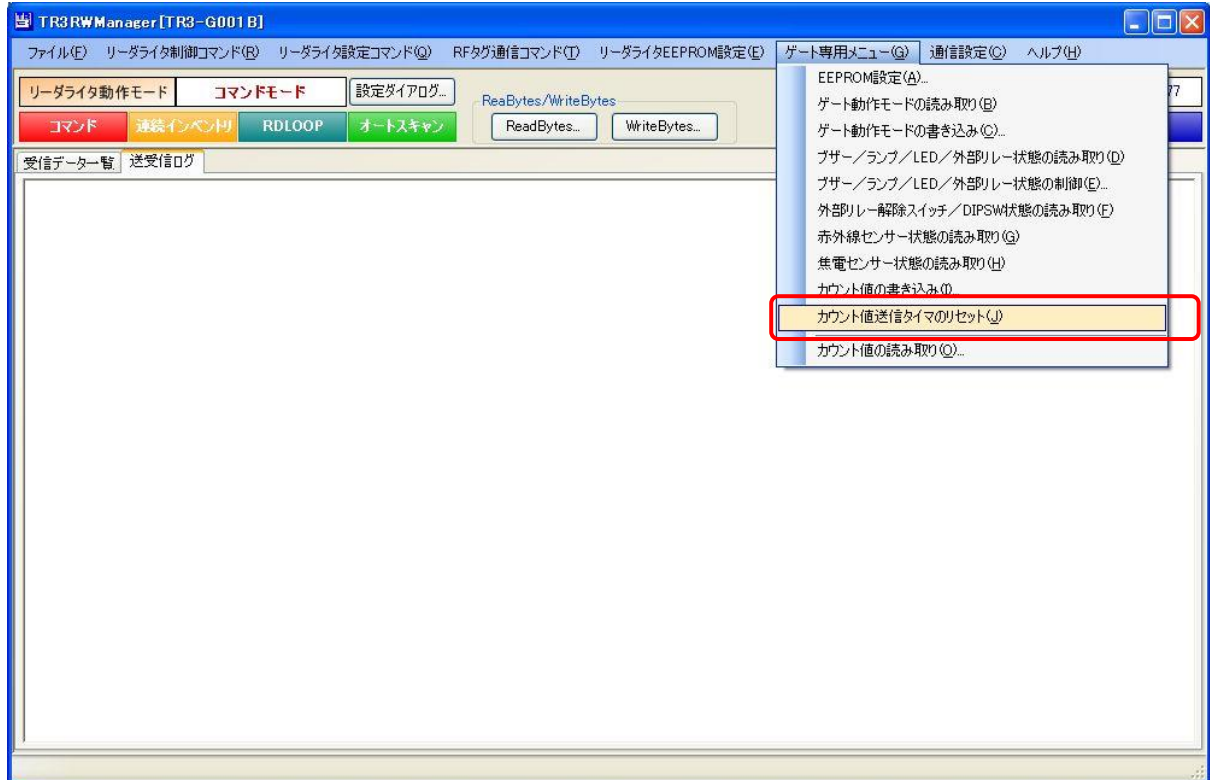 TR3RWManager[TR3-G001B]
ファイル(F) リーダライタ制御コマンド(R) リーダライタ設定コマンド(Q) RFタグ通信コマンド(T) リーダライタEEPROM設定(E) ゲート専用メニュー(G) 通信設定(C) ヘルプ(H)
リーダライタ動作モード コマンドモード 設定ダイアログ...
ReaBytes/WriteBytes
コマンド 連続インベントリ RDLOOP オートスキャン ReadBytes... WriteBytes...
77
受信データ一覧 送受信ログ
EEPROM設定(A)...
ゲート動作モードの読み取り(B)
ゲート動作モードの書き込み(C)...
ブザー／ランプ／LED／外部リレー状態の読み取り(D)
ブザー／ランプ／LED／外部リレー状態の制御(E)...
外部リレー解除スイッチ／DIPSW状態の読み取り(F)
赤外線センサー状態の読み取り(G)
焦電センサー状態の読み取り(H)
カウント値の書き込み(I)...
カウント値送信タイマのリセット(J)
カウント値の読み取り(O)...